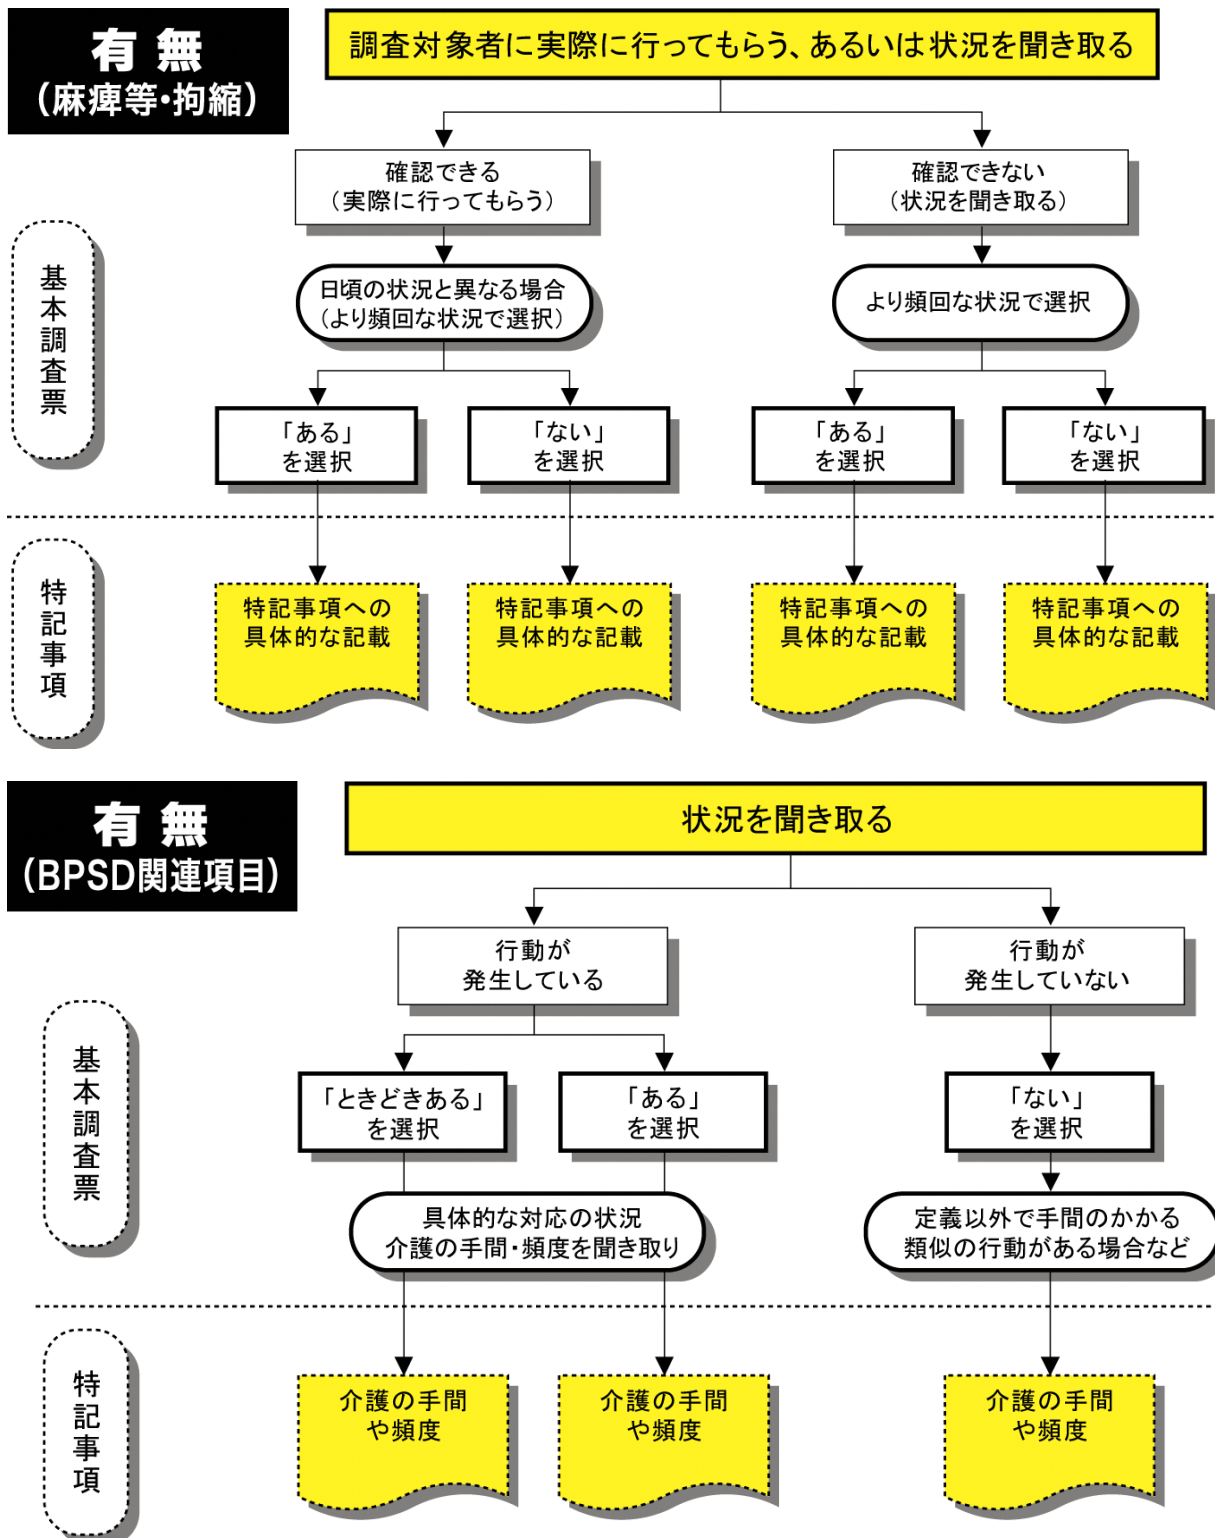 有 無
(麻痺等・拘縮)
調査対象者に実際に行ってもらう、あるいは状況を聞き取る
確認できる
(実際に行ってもらう)
確認できない
(状況を聞き取る)
基本調査票
日頃の状況と異なる場合
(より頻回な状況で選択)
より頻回な状況で選択
「ある」
を選択
「ない」
を選択
「ある」
を選択
「ない」
を選択
特記事項
特記事項への
具体的な記載
特記事項への
具体的な記載
特記事項への
具体的な記載
特記事項への
具体的な記載
有 無
(BPSD関連項目)
状況を聞き取る
行動が
発生している
行動が
発生していない
基本調査票
「ときどきある」
を選択
「ある」
を選択
「ない」
を選択
具体的な対応の状況
介護の手間・頻度を聞き取り
定義以外で手間のかかる
類似の行動がある場合など
特記事項
介護の手間
や頻度
介護の手間
や頻度
介護の手間
や頻度